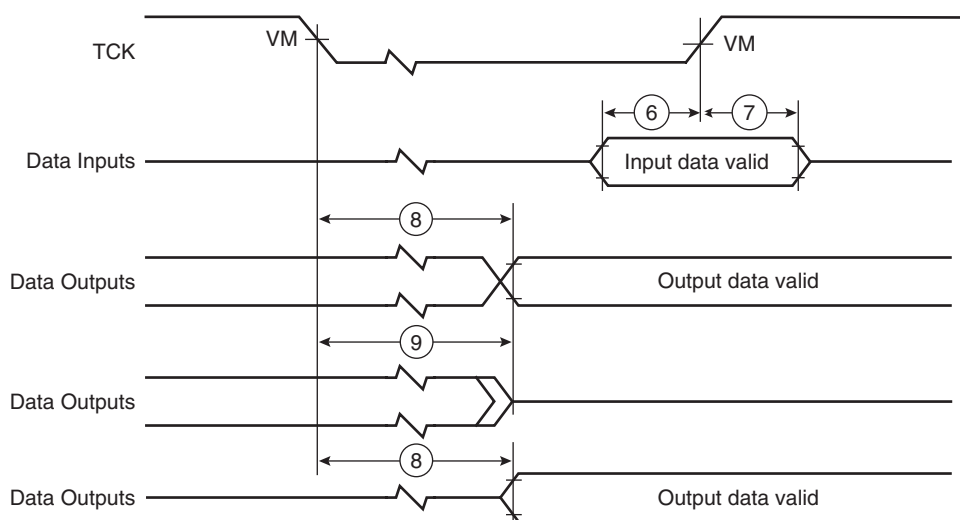 VM
VM
TCK
6
7
Data Inputs
Input data valid
8
Data Outputs
Output data valid
9
Data Outputs
8
Data Outputs
Output data valid